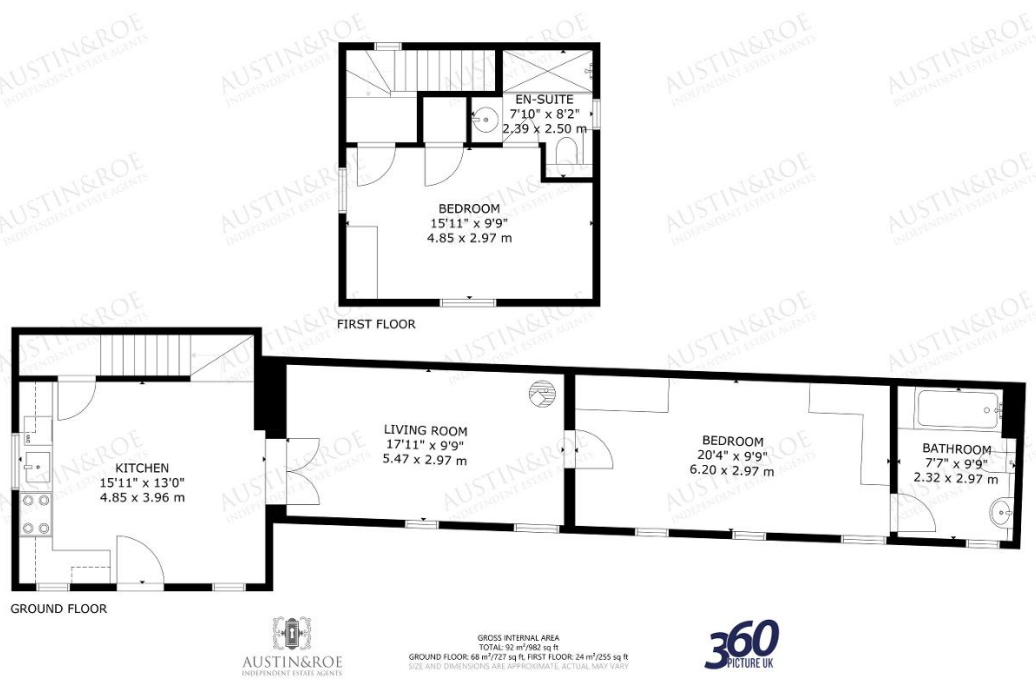 EN-SUITE
7'10" x 8'2"
2.39 x 2.50 m
BEDROOM
15'11" x 9'9"
4.85 x 2.97 m
FIRST FLOOR
LIVING ROOM
17'11" x 9'9"
5.47 x 2.97 m
BEDROOM
20'4" x 9'9"
6.20 x 2.97 m
BATHROOM
7'7" x 9'9"
2.32 x 2.97 m
KITCHEN
15'11" x 13'0"
4.85 x 3.96 m
GROUND FLOOR
AUSTIN&ROE
INDEPENDENT ESTATE AGENTS
GROSS INTERNAL AREA
TOTAL: 92 m²/982 sq ft
GROUND FLOOR: 68 m²/727 sq ft, FIRST FLOOR: 24 m²/255 sq ft
SIZE AND DIMENSIONS ARE APPROXIMATE, ACTUAL MAY VARY
360
PICTURE UK